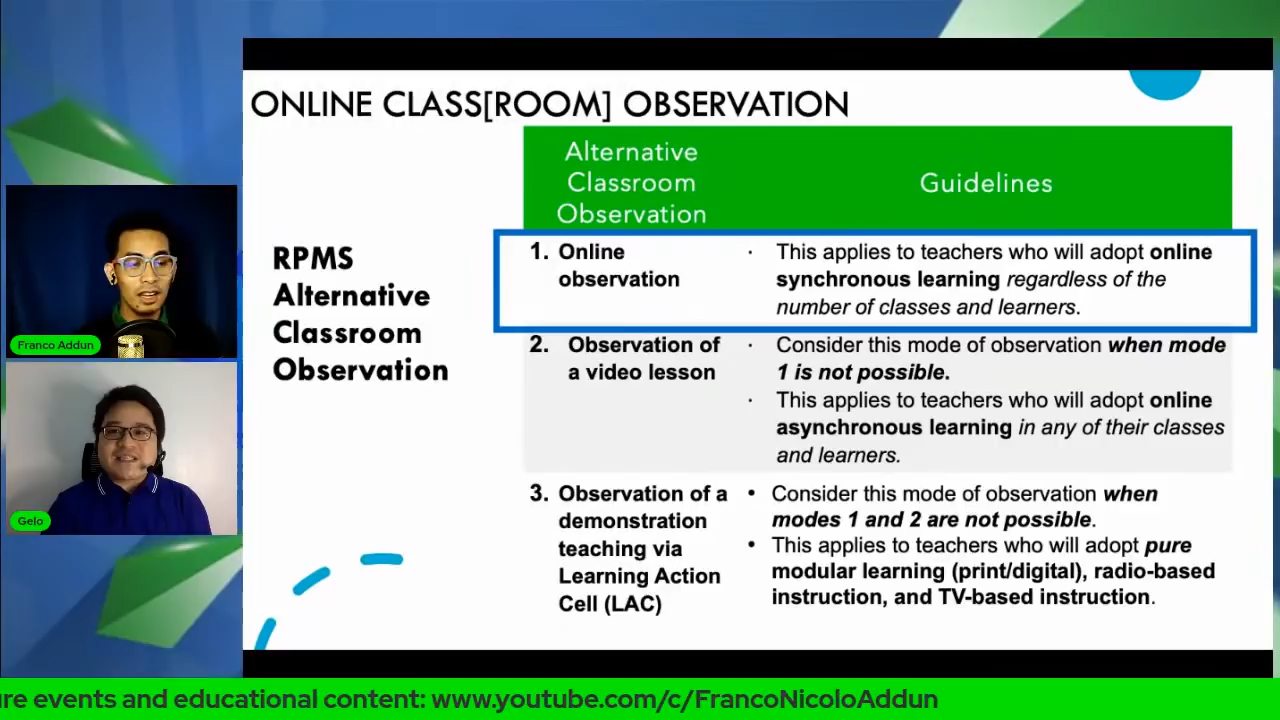 ONLINE CLASS[ROOM] OBSERVATION
Alternative
Classroom
Observation
Guidelines
RPMS
Alternative
Classroom
Observation
1. Online
observation
· This applies to teachers who will adopt online
synchronous learning regardless of the
number of classes and learners.
2. Observation of
a video lesson
· Consider this mode of observation when mode
1 is not possible.
· This applies to teachers who will adopt online
asynchronous learning in any of their classes
and learners.
3. Observation of a
demonstration
teaching via
Learning Action
Cell (LAC)
• Consider this mode of observation when
modes 1 and 2 are not possible.
• This applies to teachers who will adopt pure
modular learning (print/digital), radio-based
instruction, and TV-based instruction.
Franco Addun
Gelo
re events and educational content: www.youtube.com/c/FrancoNicoloAddun